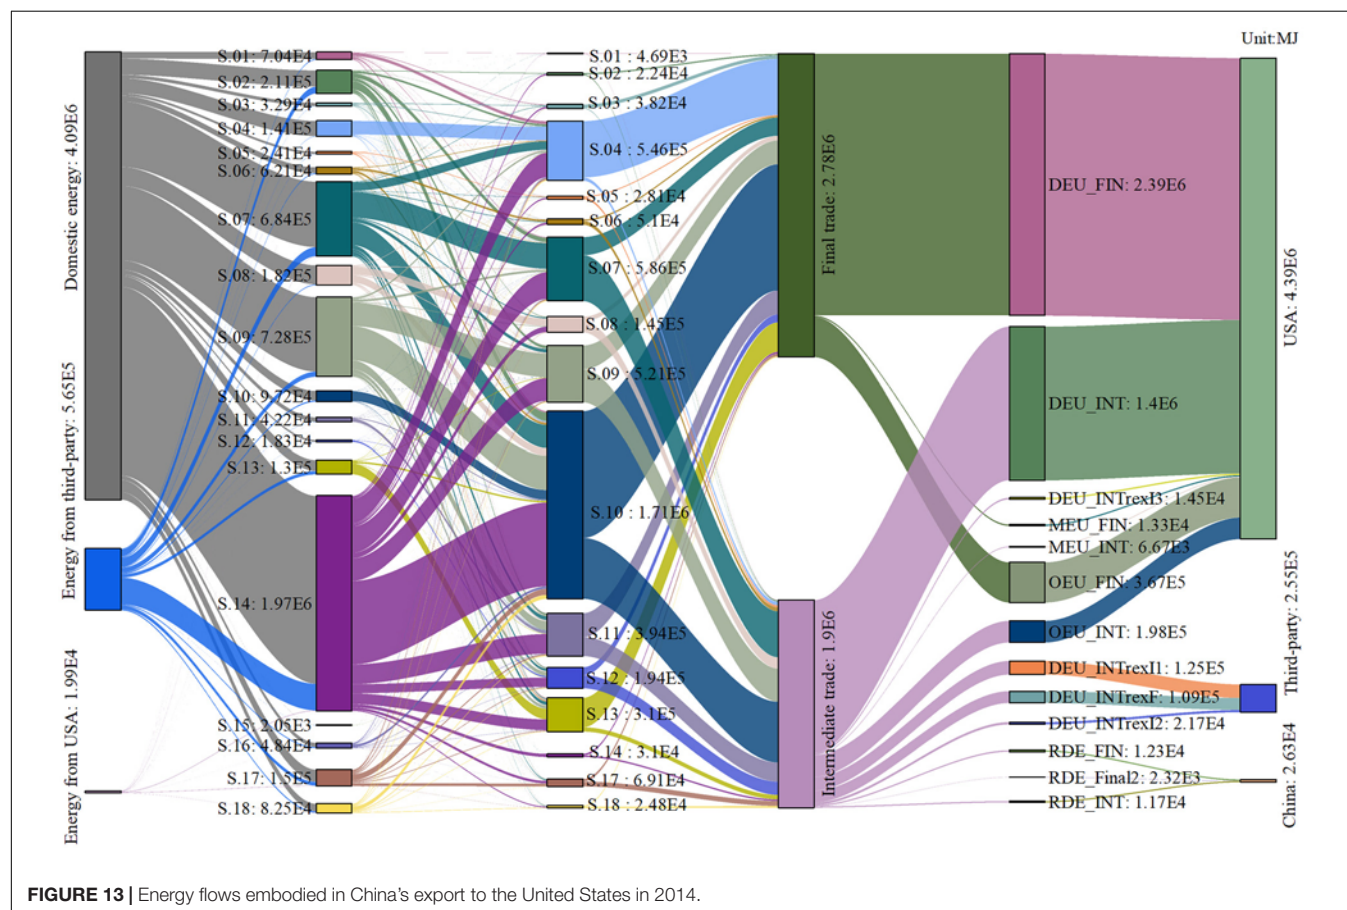 Unit:MJ
Domestic energy: 4.09E6
Energy from third-party: 5.65E5
Energy from USA: 1.99E4
S.01: 7.04E4
S.02: 2.11E5
S.03: 3.29E4
S.04: 1.41E5
S.05: 2.41E4
S.06: 6.21E4
S.07: 6.84E5
S.08: 1.82E5
S.09: 7.28E5
S.10: 9.72E4
S.11: 4.22E4
S.12: 1.83E4
S.13: 1.3E5
S.14: 1.97E6
S.15: 2.05E3
S.16: 4.84E4
S.17: 1.5E5
S.18: 8.25E4
S.01 : 4.69E3
S.02 : 2.24E4
S.03 : 3.82E4
S.04 : 5.46E5
S.05 : 2.81E4
S.06 : 5.1E4
S.07 : 5.86E5
S.08 : 1.45E5
S.09 : 5.21E5
S.10 : 1.71E6
S.11 : 3.94E5
S.12 : 1.94E5
S.13 : 3.1E5
S.14 : 3.1E4
S.17 : 6.91E4
S.18 : 2.48E4
Final trade: 2.78E6
Intermediate trade: 1.9E6
DEU_FIN: 2.39E6
DEU_INT: 1.4E6
DEU_INTrexI3: 1.45E4
MEU_FIN: 1.33E4
MEU_INT: 6.67E3
OEU_FIN: 3.67E5
OEU_INT: 1.98E5
DEU_INTrexI1: 1.25E5
DEU_INTrexF: 1.09E5
DEU_INTrexI2: 2.17E4
RDE_FIN: 1.23E4
RDE_Final2: 2.32E3
RDE_INT: 1.17E4
USA: 4.39E6
Third-party: 2.55E5
China: 2.63E4
FIGURE 13 | Energy flows embodied in China's export to the United States in 2014.